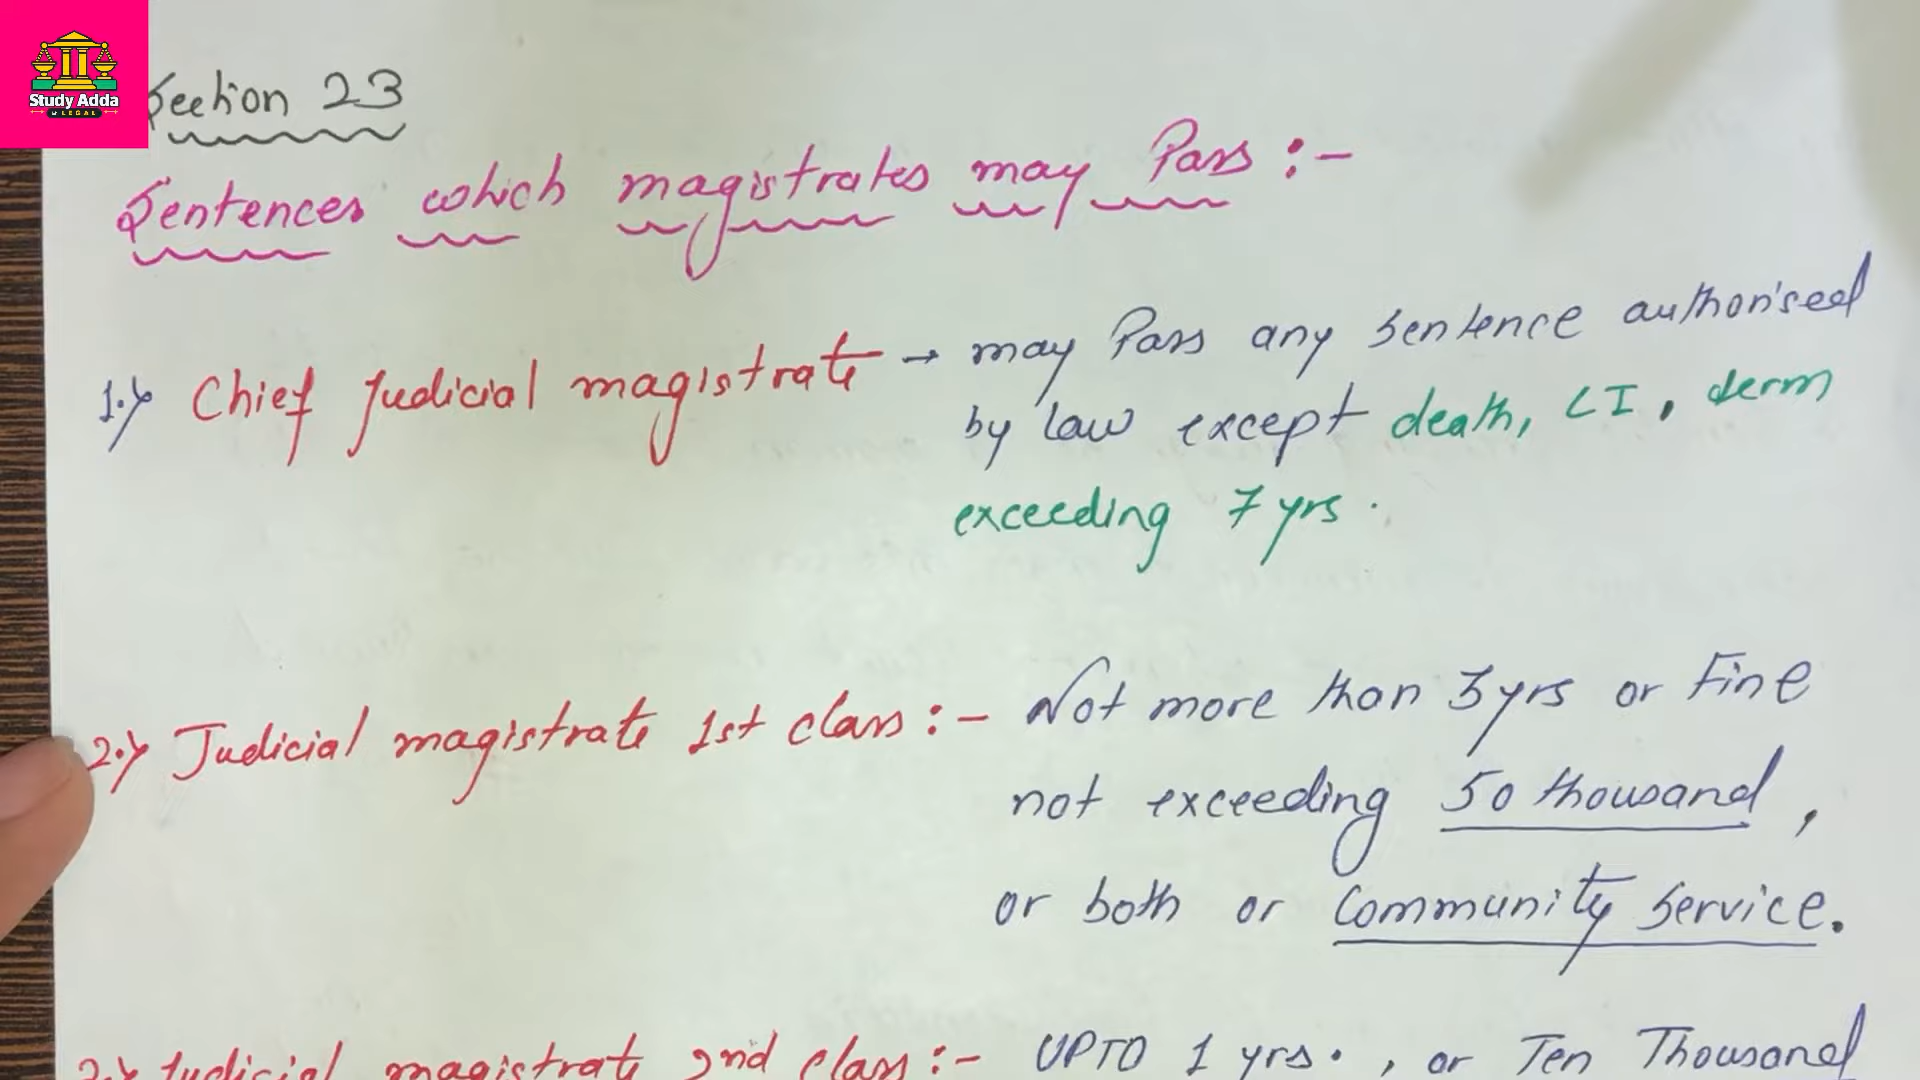 Study Adda
LEGAL
Section 23
Sentences which magistrates may Pass :-
1.) Chief Judicial magistrate → may Pass any sentence authorised
by law except death, LI, term
exceeding 7 yrs.
2.) Judicial magistrate 1st class :- Not more than 3 yrs or Fine
not exceeding 50 thousand,
or both or Community Service.
Judicial magistrate 2nd class :- UPTO 1 yrs. , or Ten Thousand